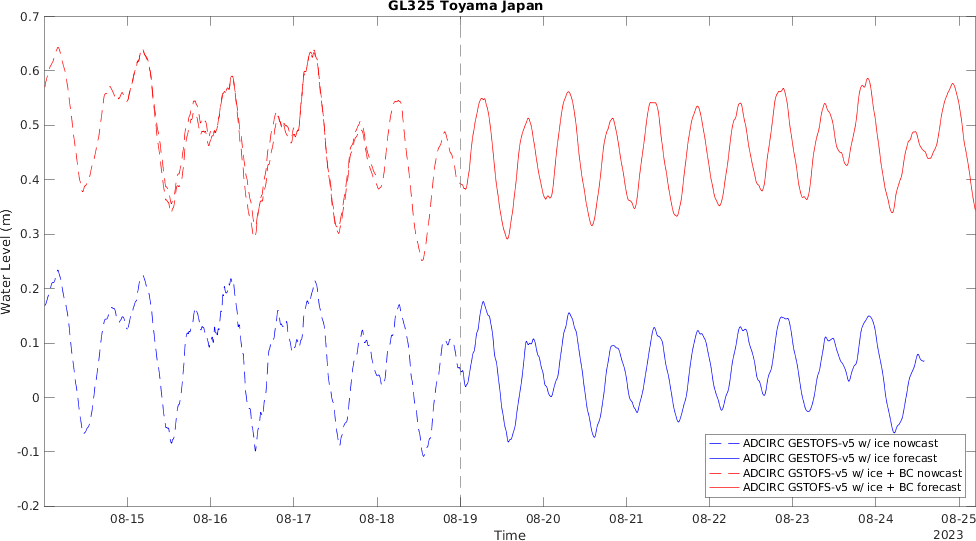 GL325 Toyama Japan
0.7
0.6
0.5
0.4
0.3
0.2
0.1
0
-0.1
-0.2
Water Level (m)
ADCIRC GESTOFS-v5 w/ ice nowcast
ADCIRC GESTOFS-v5 w/ ice forecast
ADCIRC GSTOFS-v5 w/ ice + BC nowcast
ADCIRC GSTOFS-v5 w/ ice + BC forecast
08-15 08-16 08-17 08-18 08-19 08-20 08-21 08-22 08-23 08-24 08-25
Time
2023